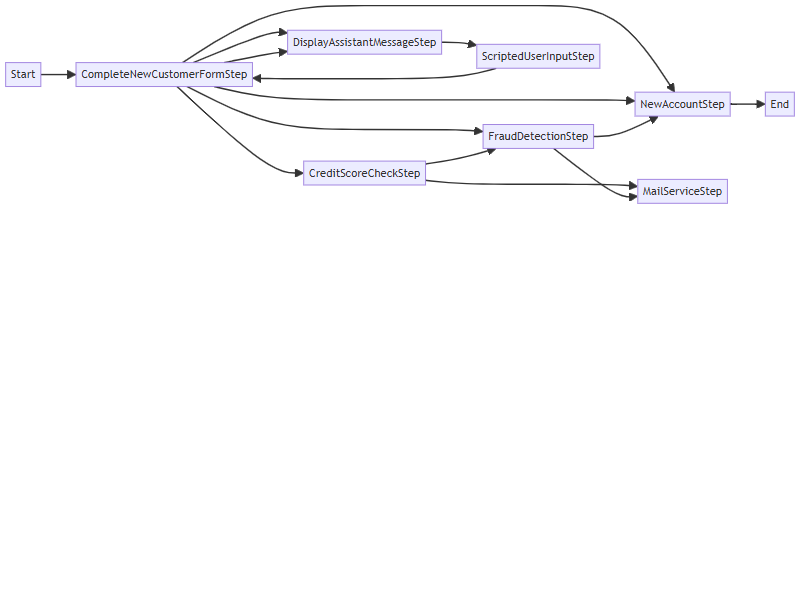 Start
CompleteNewCustomerFormStep
DisplayAssistantMessageStep
ScriptedUserInputStep
NewAccountStep
End
FraudDetectionStep
CreditScoreCheckStep
MailServiceStep